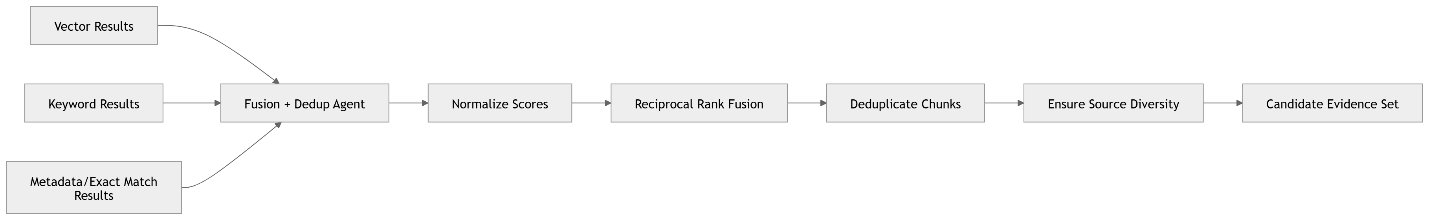 Vector Results
Keyword Results
Metadata/Exact Match
Results
Fusion + Dedup Agent
Normalize Scores
Reciprocal Rank Fusion
Deduplicate Chunks
Ensure Source Diversity
Candidate Evidence Set